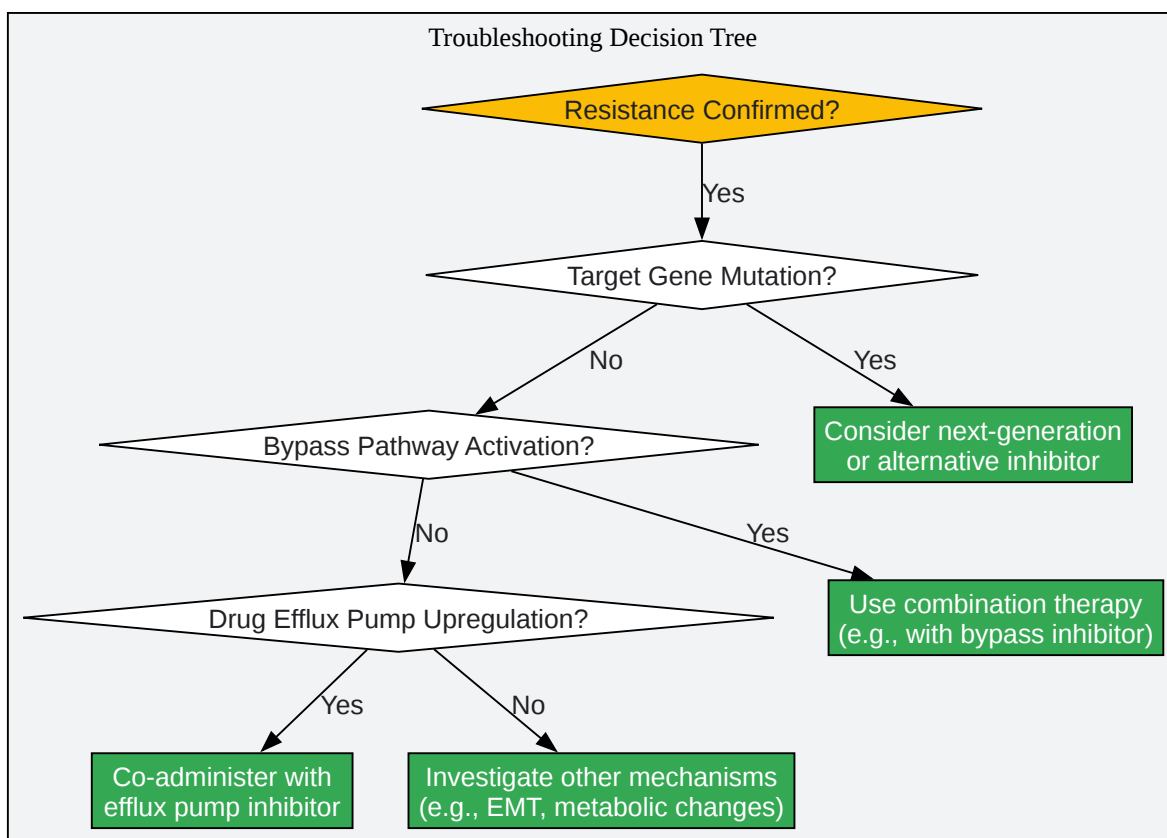 Troubleshooting Decision Tree
Resistance Confirmed?
Yes
Target Gene Mutation?
No
Yes
Consider next-generation
or alternative inhibitor
Bypass Pathway Activation?
No
Yes
Use combination therapy
(e.g., with bypass inhibitor)
Drug Efflux Pump Upregulation?
Yes
No
Co-administer with
efflux pump inhibitor
Investigate other mechanisms
(e.g., EMT, metabolic changes)